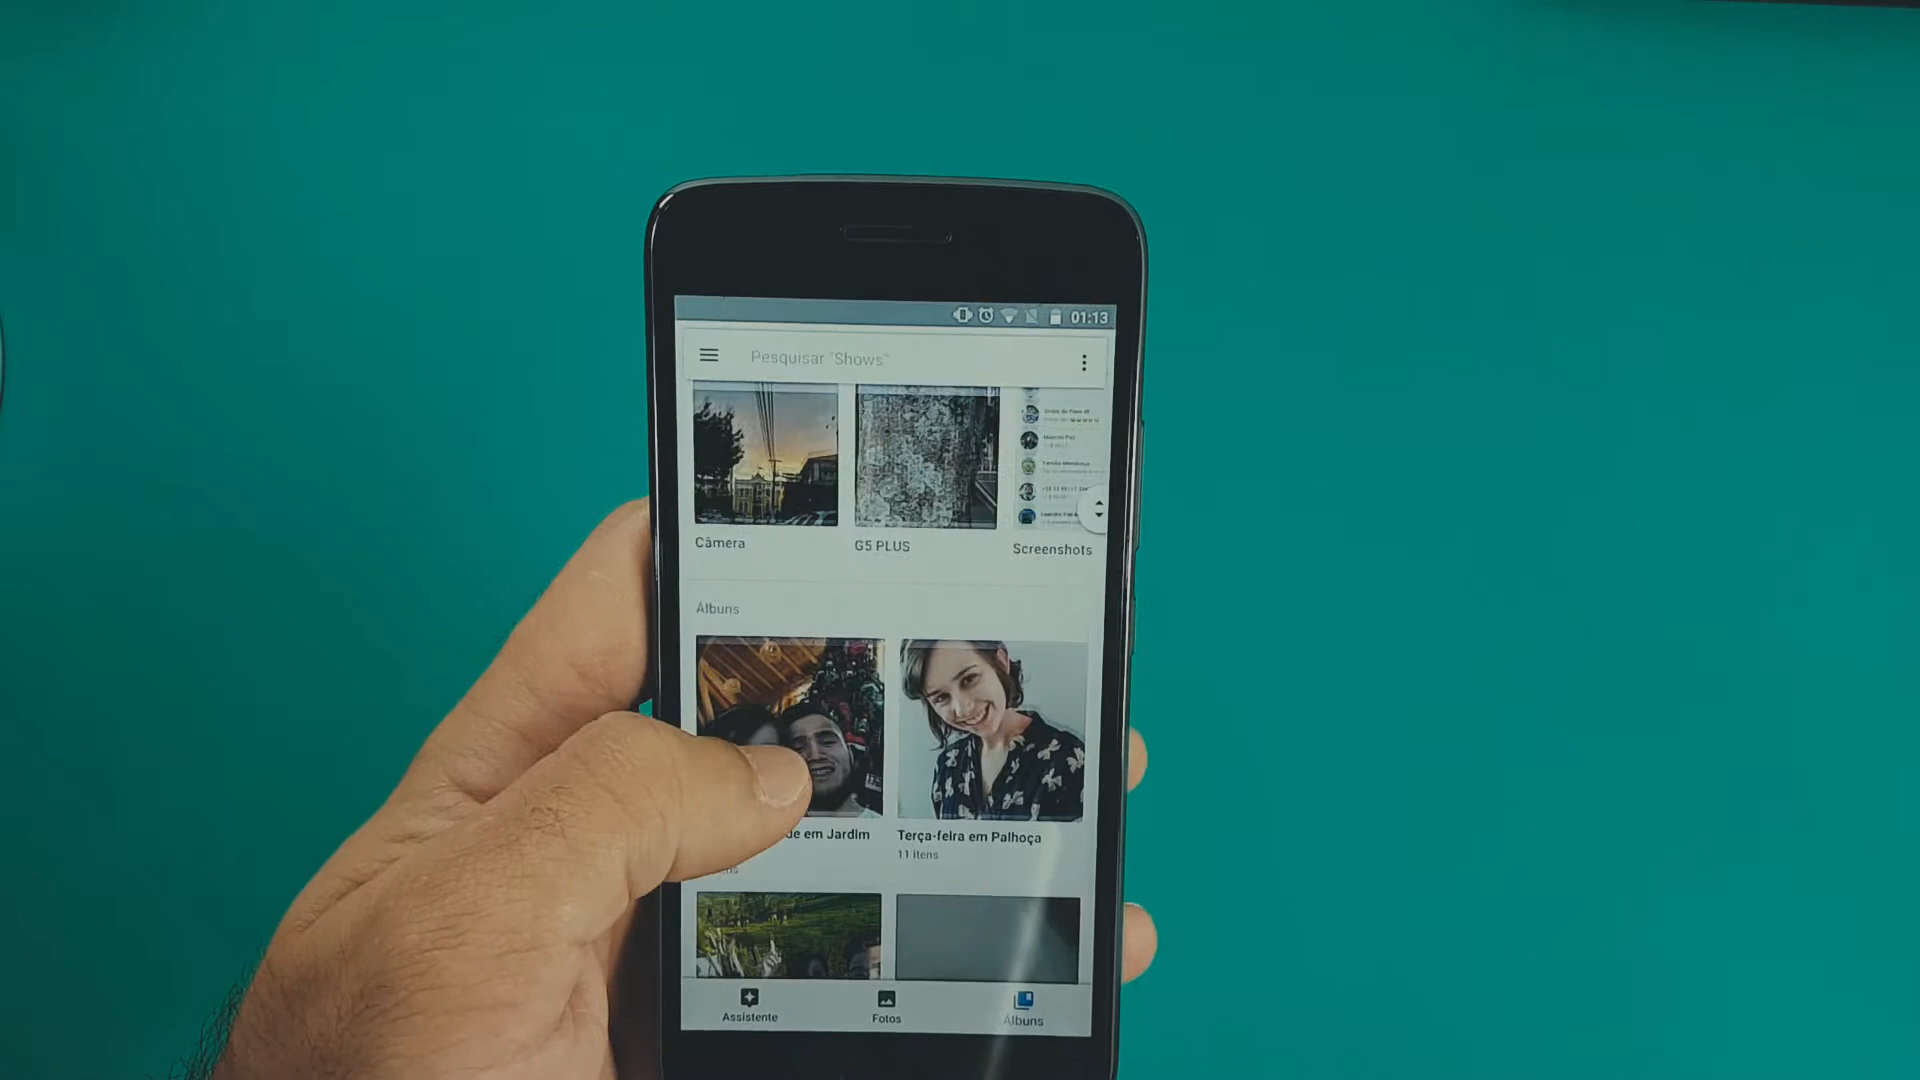 01:13
Pesquisar "Shows"
Câmera
G5 PLUS
Screenshots
Álbuns
de em Jardim
Terça-feira em Palhoça
11 itens
Assistente
Fotos
Álbuns